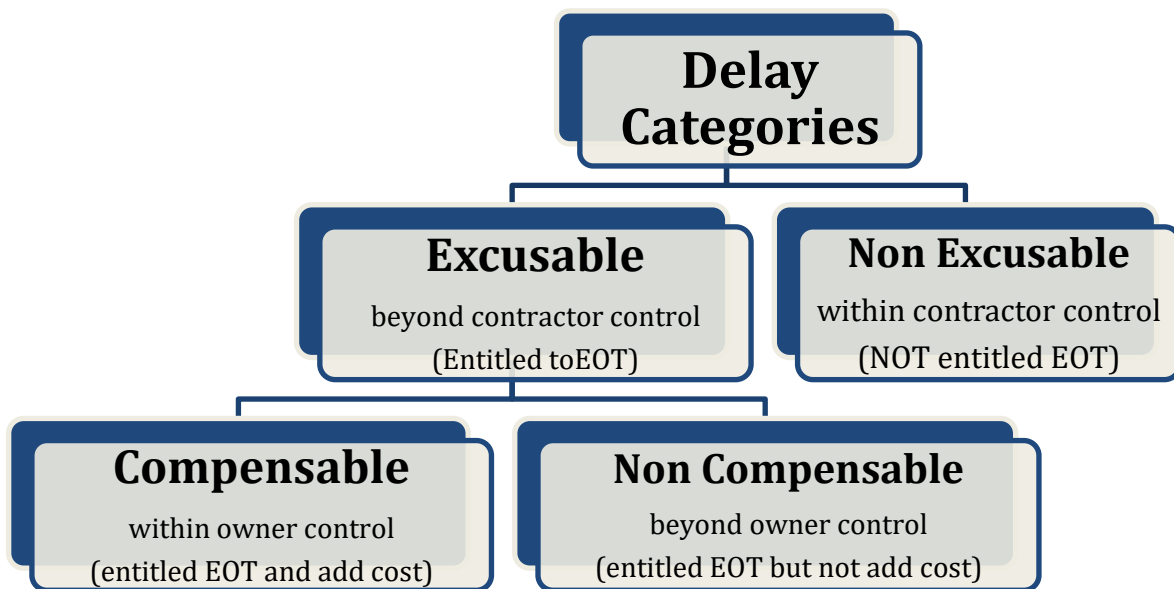 Delay
Categories
Excusable
beyond contractor control
(Entitled toEOT)
Non Excusable
within contractor control
(NOT entitled EOT)
Compensable
within owner control
(entitled EOT and add cost)
Non Compensable
beyond owner control
(entitled EOT but not add cost)